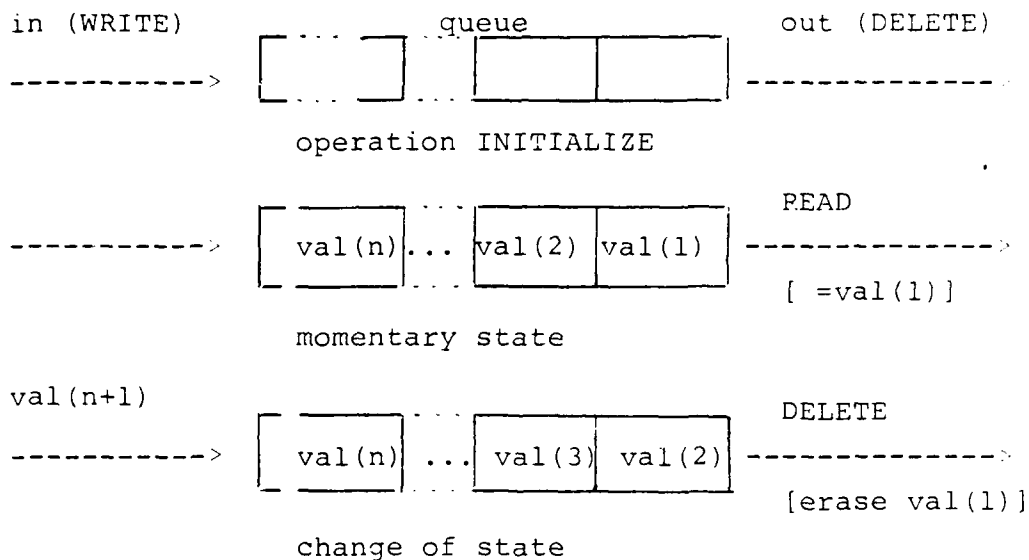 in (WRITE) queue out (DELETE)
operation INITIALIZE
READ
val(n) ... val(2) val(1)
[ =val(1)]
momentary state
val(n+1)
DELETE
val(n) ... val(3) val(2)
[erase val(1)]
change of state